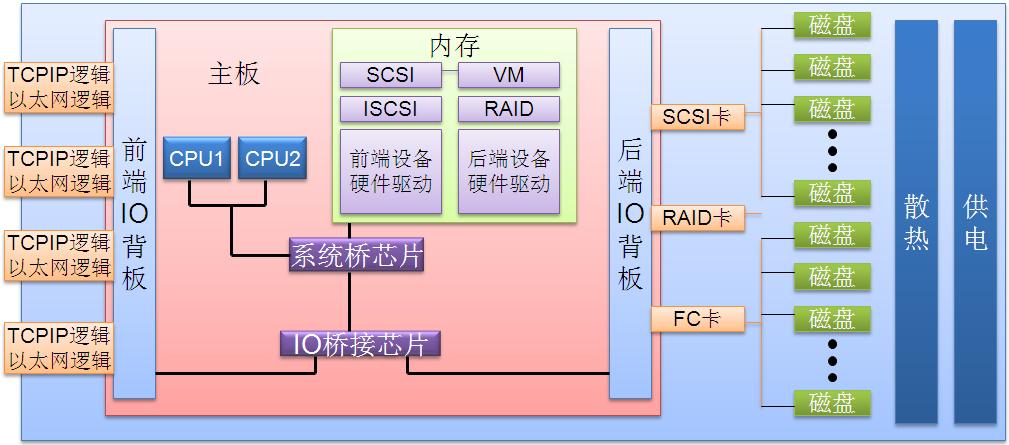 TCPIP逻辑
以太网逻辑
TCPIP逻辑
以太网逻辑
TCPIP逻辑
以太网逻辑
TCPIP逻辑
以太网逻辑
前
端
IO
背
板
主板
CPU1
CPU2
内存
SCSI
VM
ISCSI
RAID
前端设备
硬件驱动
后端设备
硬件驱动
系统桥芯片
IO桥接芯片
后
端
IO
背
板
SCSI卡
RAID卡
FC卡
磁盘
磁盘
磁盘
磁盘
磁盘
磁盘
磁盘
磁盘
散
热
供
电